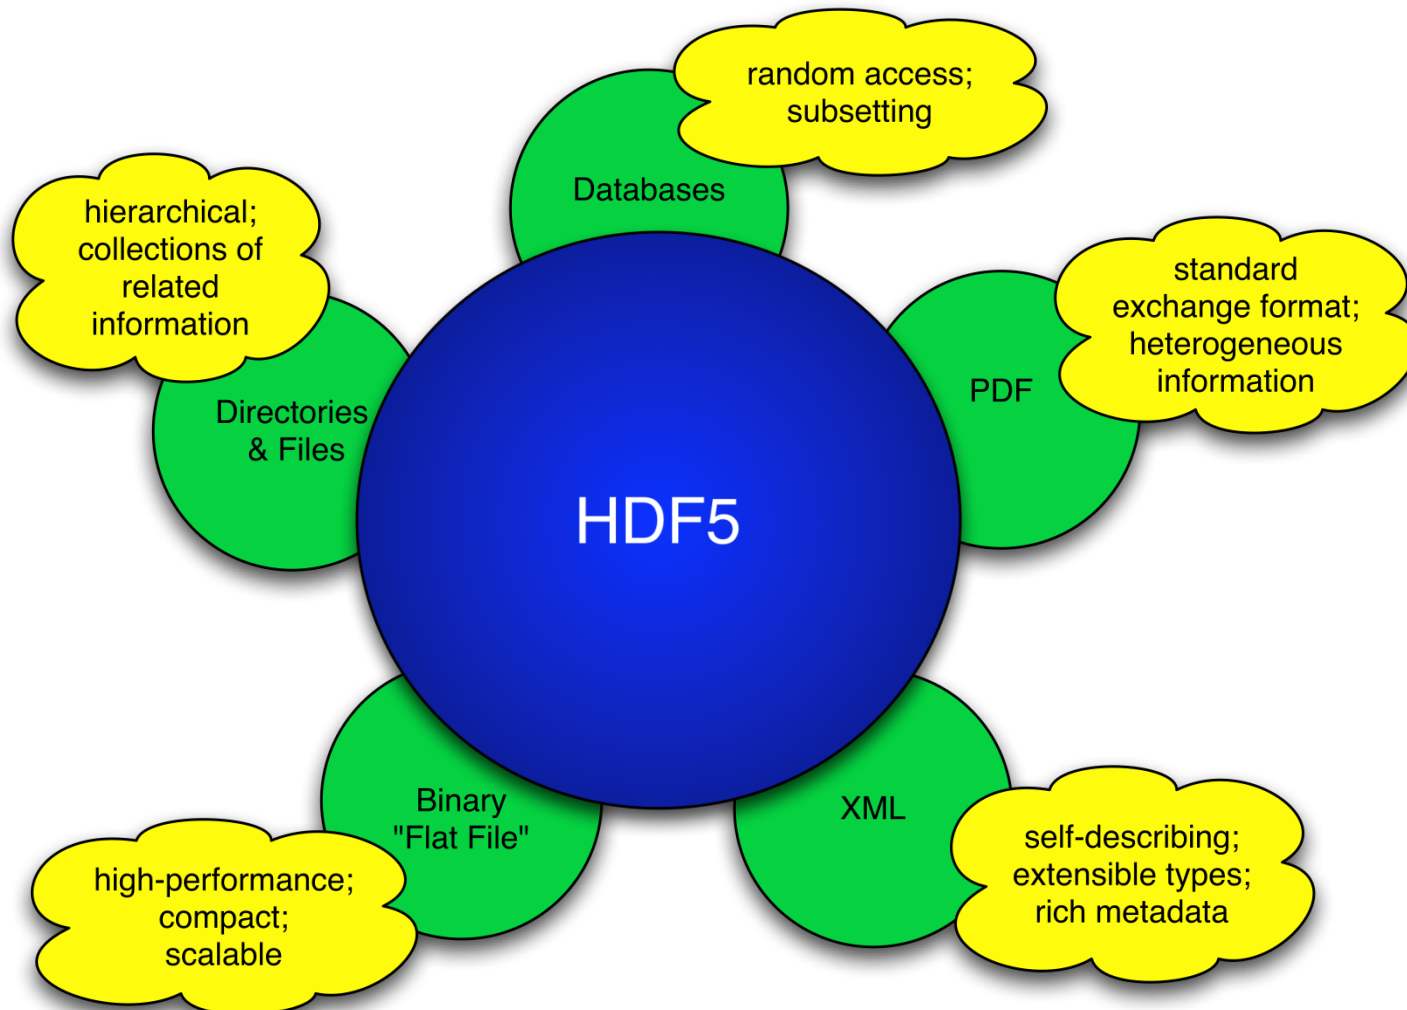 random access;
subsetting
Databases
hierarchical;
collections of
related
information
standard
exchange format;
heterogeneous
information
PDF
Directories
& Files
HDF5
Binary
"Flat File"
XML
self-describing;
extensible types;
rich metadata
high-performance;
compact;
scalable